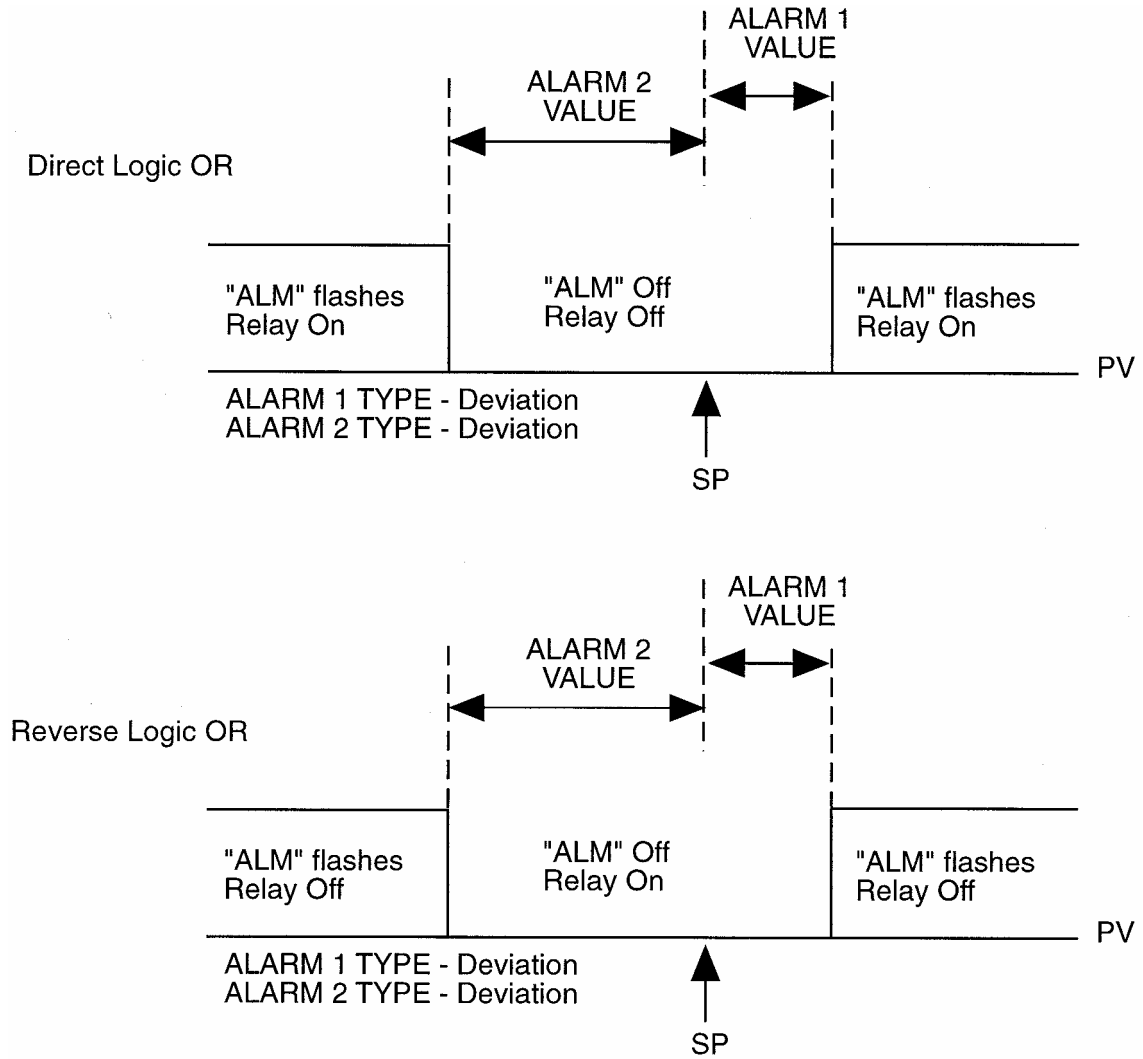 ALARM 1
VALUE
ALARM 2
VALUE
Direct Logic OR
"ALM" flashes
Relay On
"ALM" Off
Relay Off
"ALM" flashes
Relay On
PV
ALARM 1 TYPE - Deviation
ALARM 2 TYPE - Deviation
SP
ALARM 1
VALUE
ALARM 2
VALUE
Reverse Logic OR
"ALM" flashes
Relay Off
"ALM" Off
Relay On
"ALM" flashes
Relay Off
PV
ALARM 1 TYPE - Deviation
ALARM 2 TYPE - Deviation
SP